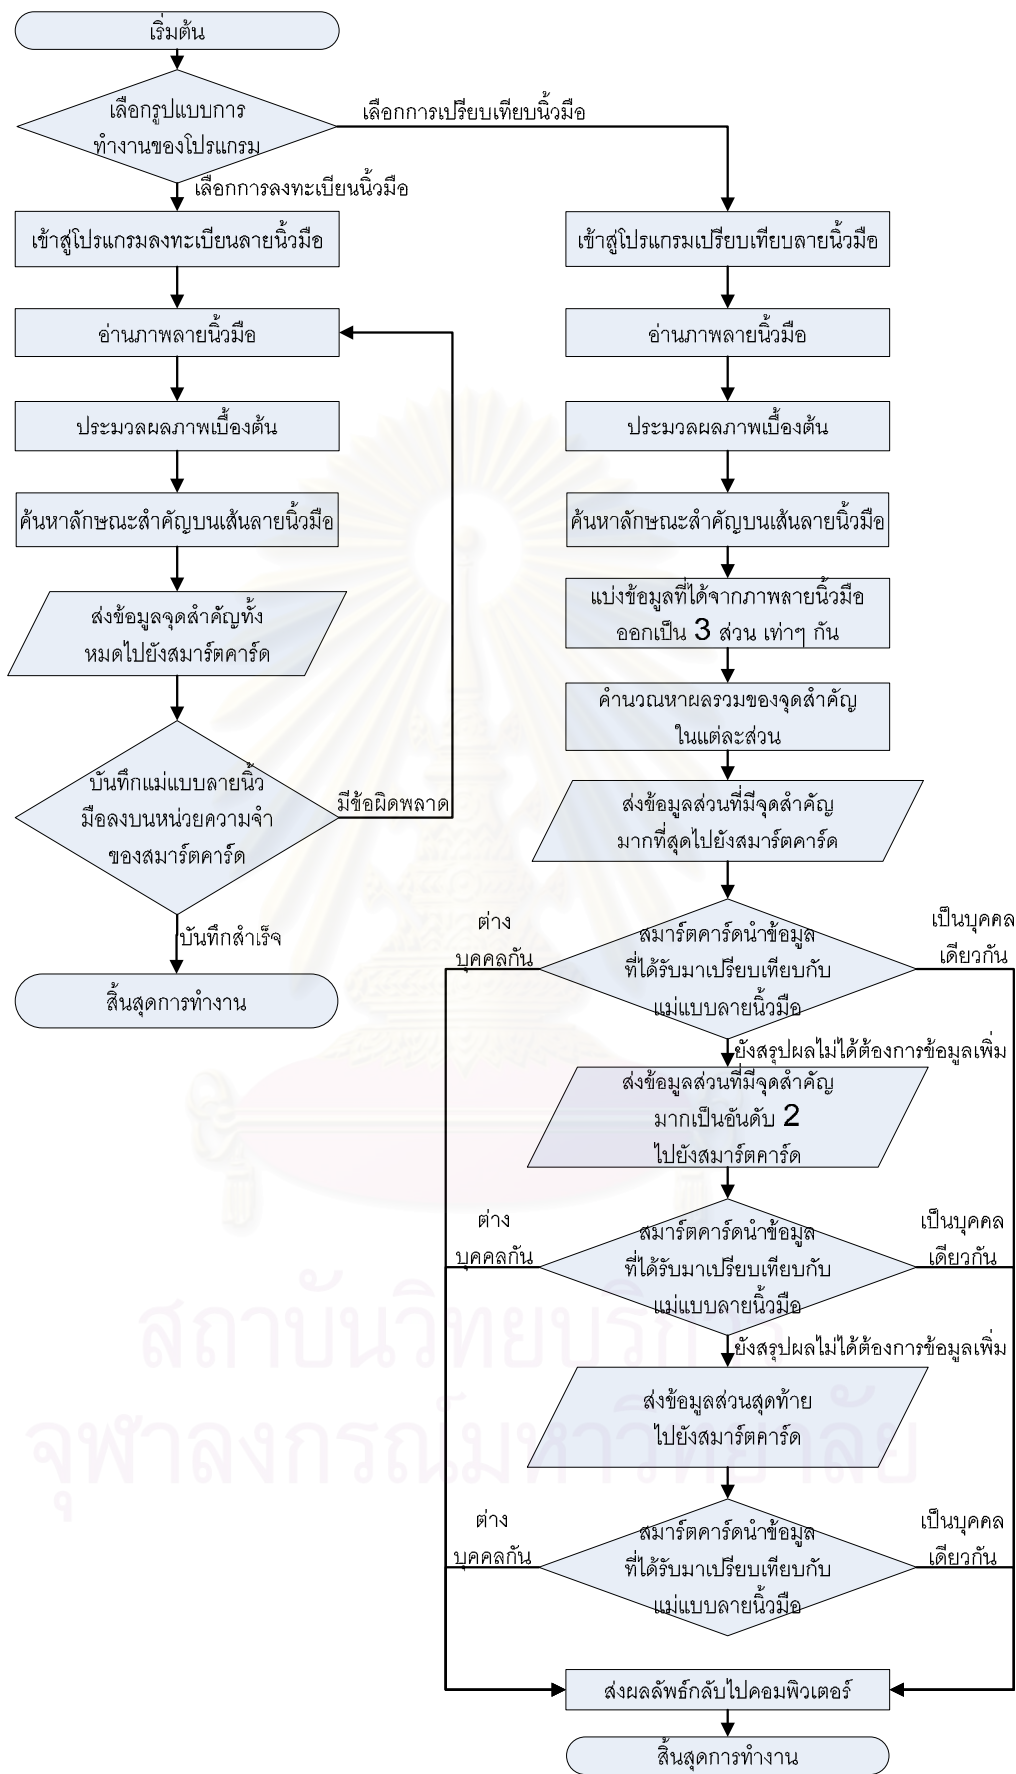 เริ่มต้น
เลือกรูปแบบการ
ทำงานของโปรแกรม
เลือกการเปรียบเทียบนิ้วมือ
เลือกการลงทะเบียนนิ้วมือ
เข้าสู่โปรแกรมลงทะเบียนลายนิ้วมือ
อ่านภาพลายนิ้วมือ
ประมวลผลภาพเบื้องต้น
ค้นหาลักษณะสำคัญบนเส้นลายนิ้วมือ
ส่งข้อมูลจุดสำคัญทั้ง
หมดไปยังสมาร์ตคาร์ด
บันทึกแม่แบบลายนิ้ว
มือลงบนหน่วยความจำ
ของสมาร์ตคาร์ด
มีข้อผิดพลาด
บันทึกสำเร็จ
สิ้นสุดการทำงาน
เข้าสู่โปรแกรมเปรียบเทียบลายนิ้วมือ
อ่านภาพลายนิ้วมือ
ประมวลผลภาพเบื้องต้น
ค้นหาลักษณะสำคัญบนเส้นลายนิ้วมือ
แบ่งข้อมูลที่ได้จากภาพลายนิ้วมือ
ออกเป็น 3 ส่วน เท่าๆ กัน
คำนวณหาผลรวมของจุดสำคัญ
ในแต่ละส่วน
ส่งข้อมูลส่วนที่มีจุดสำคัญ
มากที่สุดไปยังสมาร์ตคาร์ด
ต่าง
บุคคลกัน
สมาร์ตคาร์ดนำข้อมูล
ที่ได้รับมาเปรียบเทียบกับ
แม่แบบลายนิ้วมือ
เป็นบุคคล
เดียวกัน
ยังสรุปผลไม่ได้ต้องการข้อมูลเพิ่ม
ส่งข้อมูลส่วนที่มีจุดสำคัญ
มากเป็นอันดับ 2
ไปยังสมาร์ตคาร์ด
ต่าง
บุคคลกัน
สมาร์ตคาร์ดนำข้อมูล
ที่ได้รับมาเปรียบเทียบกับ
แม่แบบลายนิ้วมือ
เป็นบุคคล
เดียวกัน
ยังสรุปผลไม่ได้ต้องการข้อมูลเพิ่ม
ส่งข้อมูลส่วนสุดท้าย
ไปยังสมาร์ตคาร์ด
ต่าง
บุคคลกัน
สมาร์ตคาร์ดนำข้อมูล
ที่ได้รับมาเปรียบเทียบกับ
แม่แบบลายนิ้วมือ
เป็นบุคคล
เดียวกัน
ส่งผลลัพธ์กลับไปคอมพิวเตอร์
สิ้นสุดการทำงาน
สถาบันวิทยบริการ
จุฬาลงกรณ์มหาวิทยาลัย